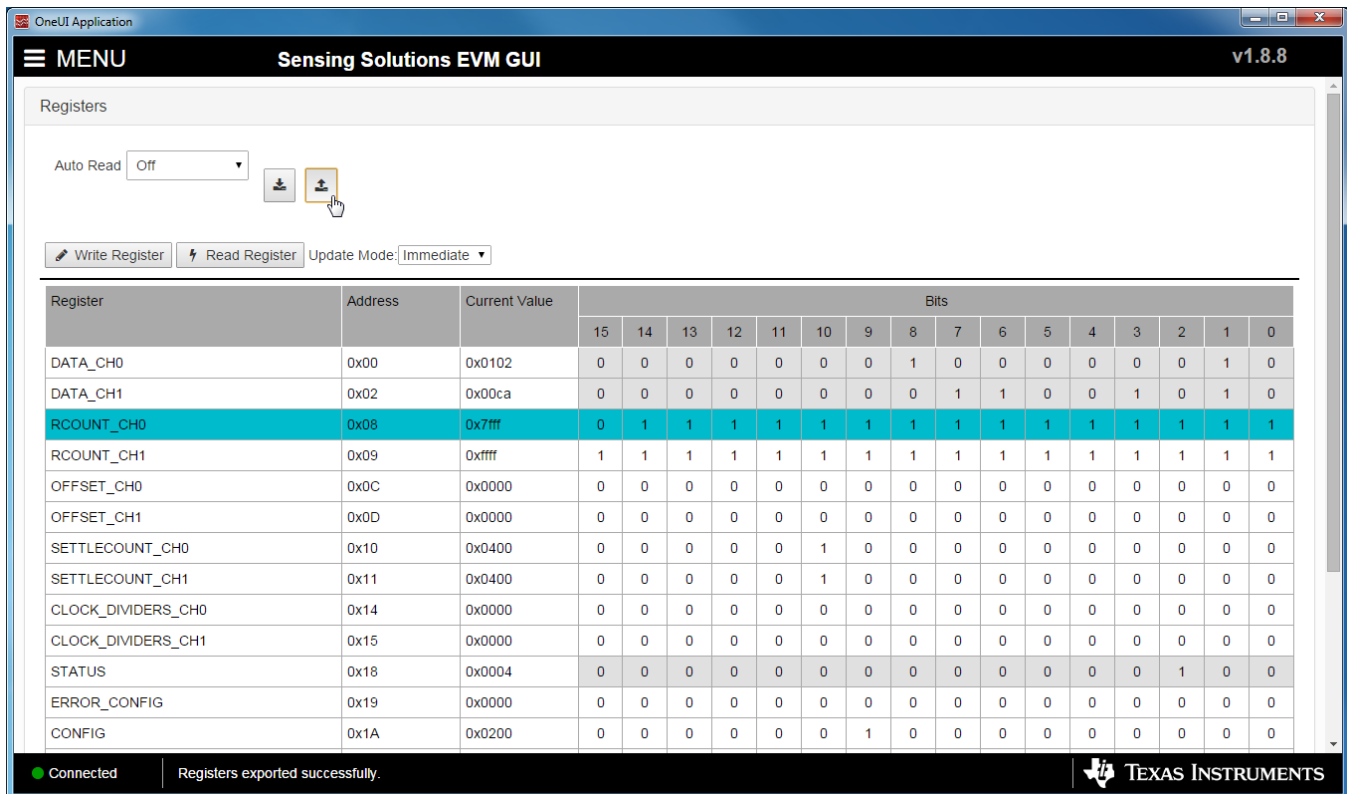 OneUI Application
MENU Sensing Solutions EVM GUI v1.8.8
Registers
Auto Read Off
Write Register Read Register Update Mode: Immediate
Register Address Current Value Bits
15 14 13 12 11 10 9 8 7 6 5 4 3 2 1 0
DATA_CH0 0x00 0x0102 0 0 0 0 0 0 0 1 0 0 0 0 0 0 1 0
DATA_CH1 0x02 0x00ca 0 0 0 0 0 0 0 0 1 1 0 0 1 0 1 0
RCOUNT_CH0 0x08 0x7fff 0 1 1 1 1 1 1 1 1 1 1 1 1 1 1 1
RCOUNT_CH1 0x09 0xffff 1 1 1 1 1 1 1 1 1 1 1 1 1 1 1 1
OFFSET_CH0 0x0C 0x0000 0 0 0 0 0 0 0 0 0 0 0 0 0 0 0 0
OFFSET_CH1 0x0D 0x0000 0 0 0 0 0 0 0 0 0 0 0 0 0 0 0 0
SETTLECOUNT_CH0 0x10 0x0400 0 0 0 0 0 1 0 0 0 0 0 0 0 0 0 0
SETTLECOUNT_CH1 0x11 0x0400 0 0 0 0 0 1 0 0 0 0 0 0 0 0 0 0
CLOCK_DIVIDERS_CH0 0x14 0x0000 0 0 0 0 0 0 0 0 0 0 0 0 0 0 0 0
CLOCK_DIVIDERS_CH1 0x15 0x0000 0 0 0 0 0 0 0 0 0 0 0 0 0 0 0 0
STATUS 0x18 0x0004 0 0 0 0 0 0 0 0 0 0 0 0 0 1 0 0
ERROR_CONFIG 0x19 0x0000 0 0 0 0 0 0 0 0 0 0 0 0 0 0 0 0
CONFIG 0x1A 0x0200 0 0 0 0 0 0 1 0 0 0 0 0 0 0 0 0
Connected Registers exported successfully. TEXAS INSTRUMENTS